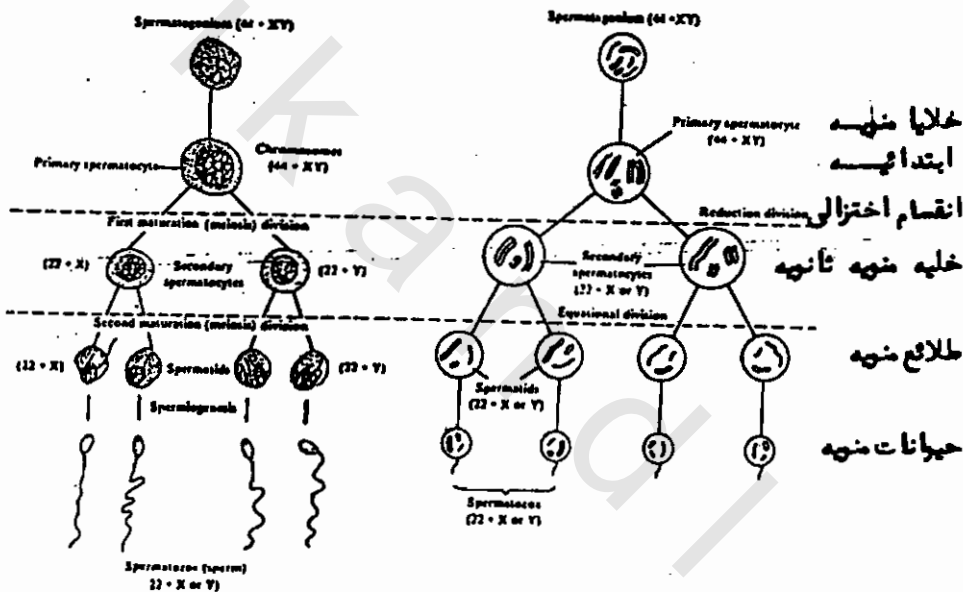 Spermatogonium (44 + XY)
Primary spermatocyte
Chromosomes
(44 + XY)
First maturation (meiosis) division
(22 + X)
Secondary
spermatocytes
(22 + Y)
Second maturation (meiosis) division
(22 + X)
Spermatids
(22 + Y)
Spermiogenesis
Spermatozoa (sperm)
22 + X or Y)
Spermatogonium (44 + XY)
Primary spermatocyte
(44 + XY)
Reduction division
Secondary
spermatocytes
(22 + X or Y)
Equational division
Spermatids
(22 + X or Y)
Spermatozoa
(22 + X or Y)
خلايا منويه
ابتدائيه
انقسام اختزالى
خليه منويه ثانويه
طلائع منويه
حيوانات منويه
r k a n d l